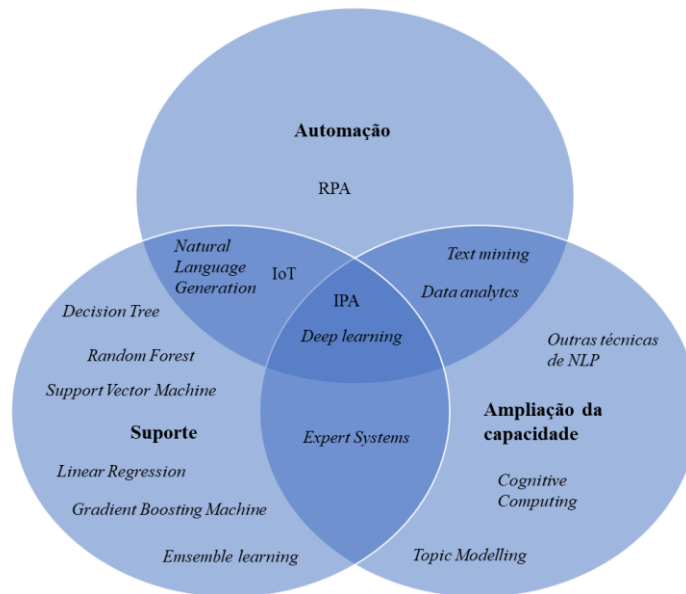 Automação
RPA
Natural
Language
Generation
IoT
Text mining
Data analytcs
IPA
Deep learning
Decision Tree
Random Forest
Support Vector Machine
Suporte
Linear Regression
Gradient Boosting Machine
Emsemble learning
Expert Systems
Outras técnicas
de NLP
Ampliação da
capacidade
Cognitive
Computing
Topic Modelling